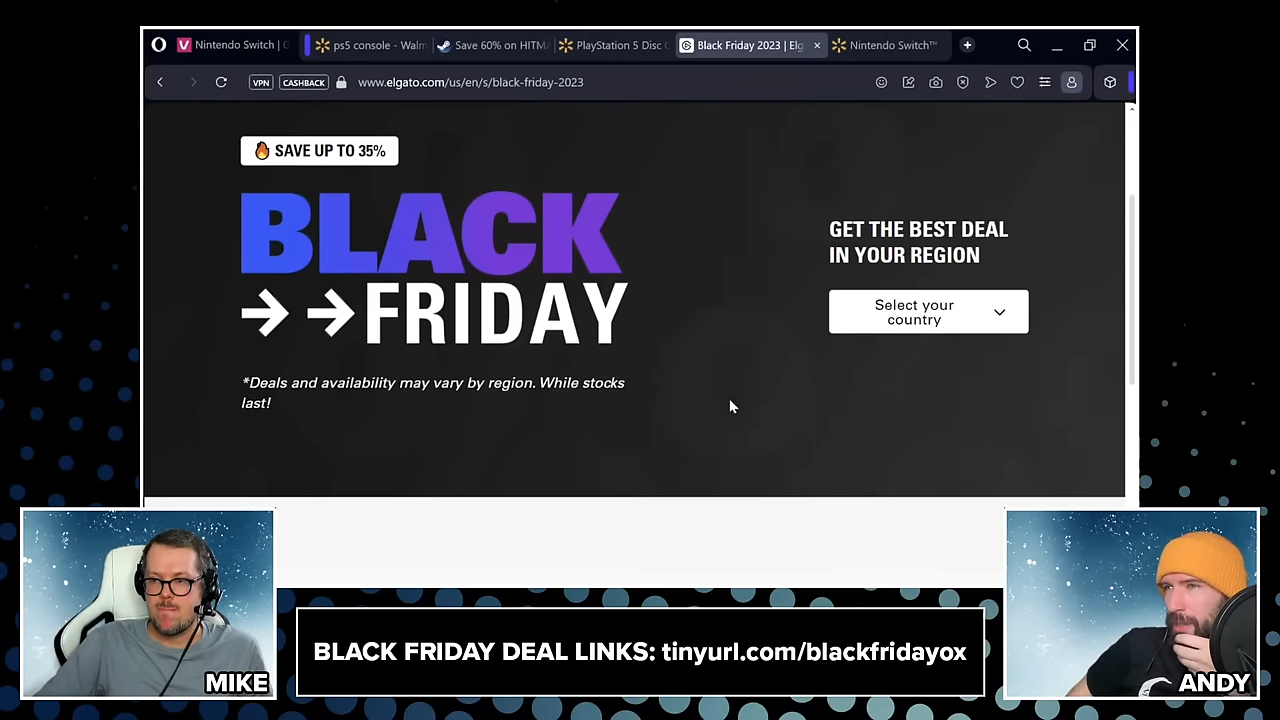 Nintendo Switch | G
ps5 console - Walm
Save 60% on HITMA
PlayStation 5 Disc C
Black Friday 2023 | Elg
Nintendo Switch™
VPN
CASHBACK
www.elgato.com/us/en/s/black-friday-2023
🔥 SAVE UP TO 35%
BLACK
→ →FRIDAY
*Deals and availability may vary by region. While stocks
last!
GET THE BEST DEAL
IN YOUR REGION
Select your
country
BLACK FRIDAY DEAL LINKS: tinyurl.com/blackfridayox
MIKE
ANDY